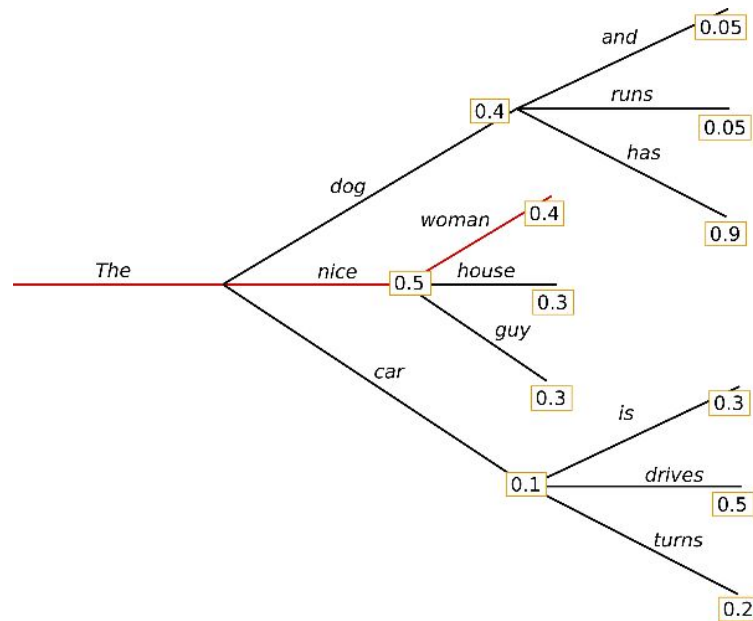 and
0.05
0.4
runs
0.05
has
dog
0.9
woman
0.4
The
nice
0.5
house
0.3
guy
car
0.3
is
0.3
drives
0.1
0.5
turns
0.2